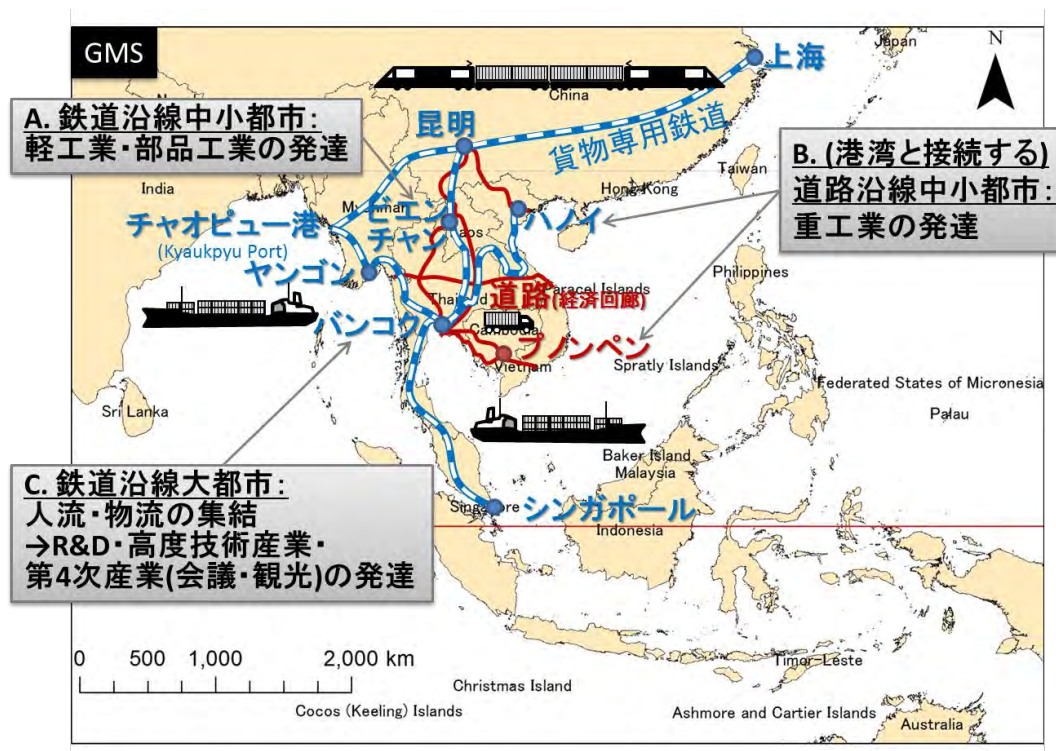 GMS
N
Japan
上海
China
A. 鉄道沿線中小都市:
軽工業・部品工業の発達
昆明
貨物専用鉄道
B. (港湾と接続する)
道路沿線中小都市:
重工業の発達
Taiwan
India
Hong Kong
Myanmar
ビエン
チャン
Laos
ハノイ
チャオピュー港
(Kyaukpyu Port)
ヤンゴン
Philippines
Thailand
道路(経済回廊)
Paracel Islands
バンコク
Cambodia
プノンペン
Vietnam
Spratly Islands
Federated States of Micronesia
Sri Lanka
Palau
Baker Island
Malaysia
C. 鉄道沿線大都市:
人流・物流の集結
→R&D・高度技術産業・
第4次産業(会議・観光)の発達
Singapore
シンガポール
Indonesia
0 500 1,000 2,000 km
Timor-Leste
Christmas Island
Cocos (Keeling) Islands
Ashmore and Cartier Islands
Australia